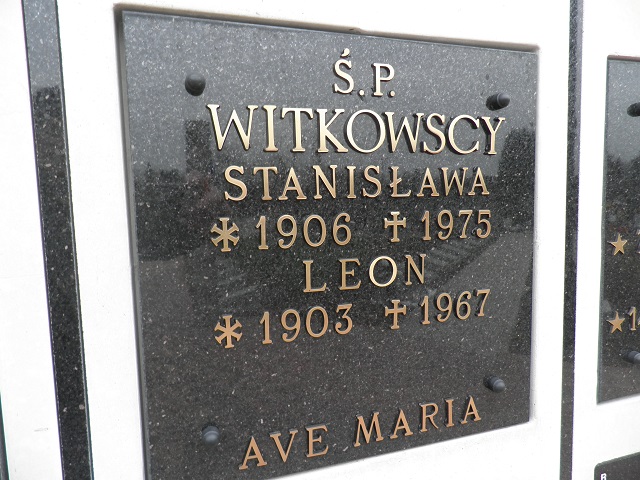 Ś.P.
WITKOWSCY
STANISŁAWA
* 1906 ✝ 1975
LEON
* 1903 ✝ 1967
AVE MARIA